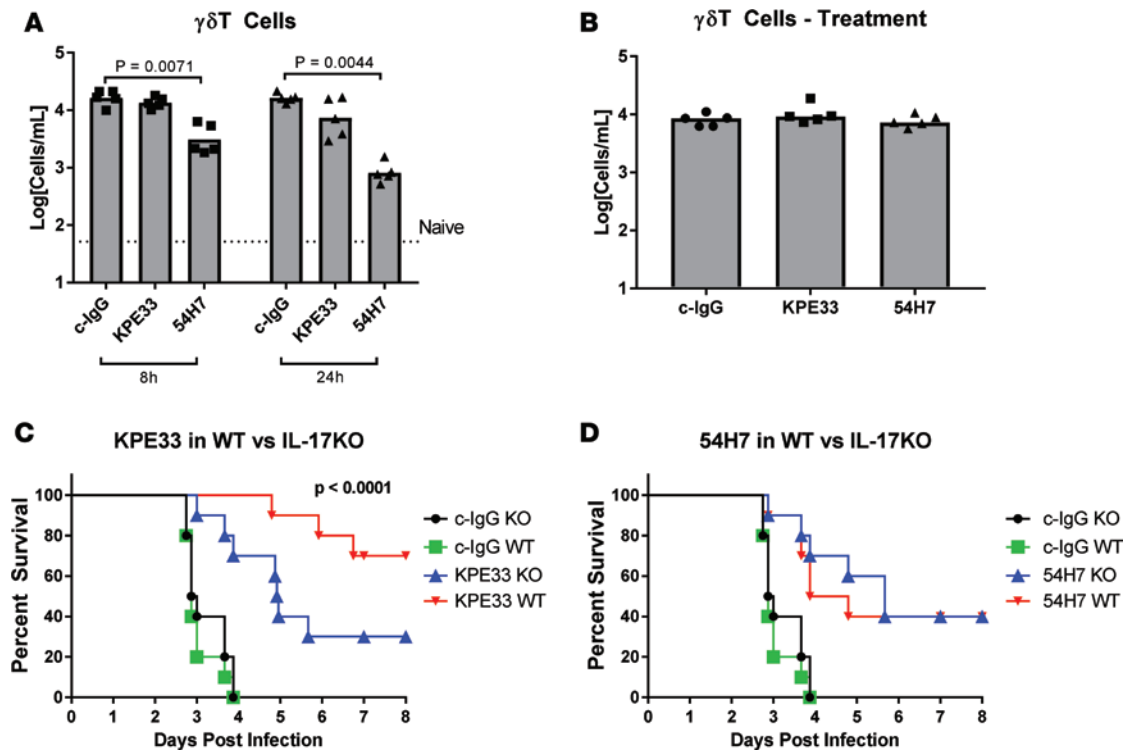 A
γδT Cells
Log[Cells/mL]
5
4
3
2
1
P = 0.0071
P = 0.0044
Naive
c-IgG
KPE33
54H7
c-IgG
KPE33
54H7
8h
24h
B
γδT Cells - Treatment
Log[Cells/mL]
5
4
3
2
1
c-IgG
KPE33
54H7
C
KPE33 in WT vs IL-17KO
Percent Survival
100
80
60
40
20
0
p < 0.0001
c-IgG KO
c-IgG WT
KPE33 KO
KPE33 WT
0 1 2 3 4 5 6 7 8
Days Post Infection
D
54H7 in WT vs IL-17KO
Percent Survival
100
80
60
40
20
0
c-IgG KO
c-IgG WT
54H7 KO
54H7 WT
0 1 2 3 4 5 6 7 8
Days Post Infection